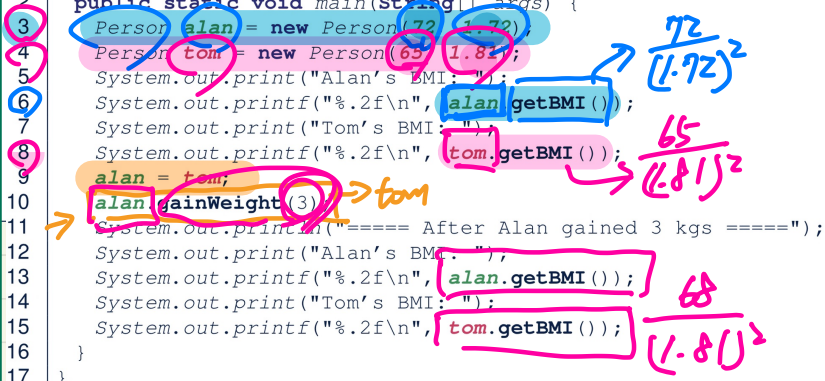 2 public static void main(String[] args) {
3 Person alan = new Person(72, 1.72);
4 Person tom = new Person(65, 1.81);
5 System.out.print("Alan’s BMI: ");
6 System.out.printf("%.2f\n", alan.getBMI());
7 System.out.print("Tom’s BMI: ");
8 System.out.printf("%.2f\n", tom.getBMI());
9 alan = tom;
10 alan.gainWeight(3);
11 System.out.println("===== After Alan gained 3 kgs =====");
12 System.out.print("Alan’s BMI: ");
13 System.out.printf("%.2f\n", alan.getBMI());
14 System.out.print("Tom’s BMI: ");
15 System.out.printf("%.2f\n", tom.getBMI());
16 }
17 }
72
(1.72)²
65
(1.81)²
tom
68
(1.81)²